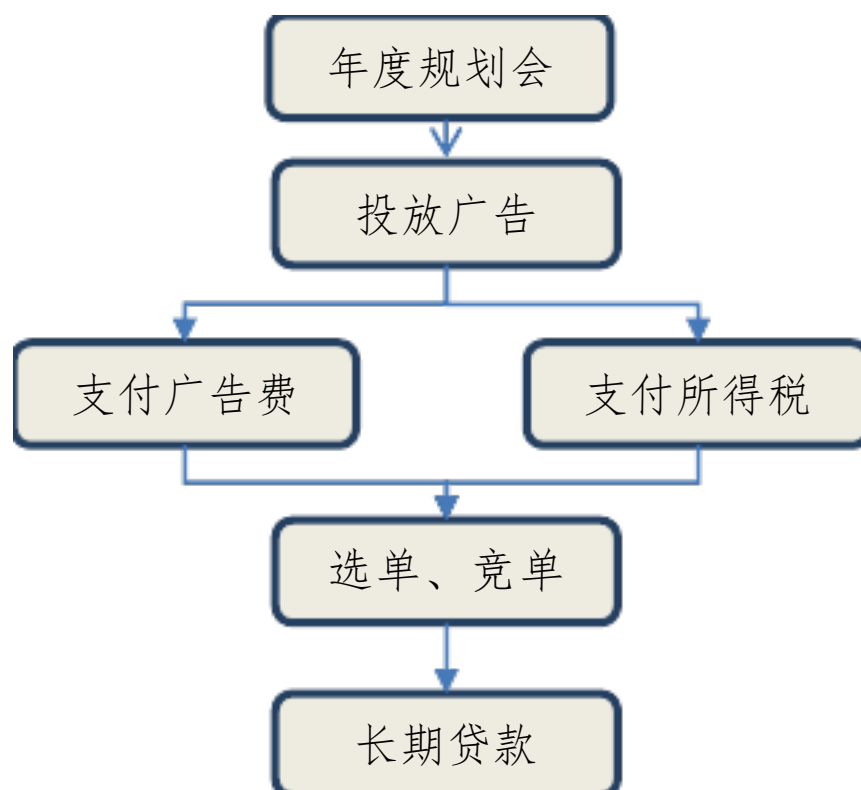 年度规划会
投放广告
支付广告费
支付所得税
选单、竞单
长期贷款